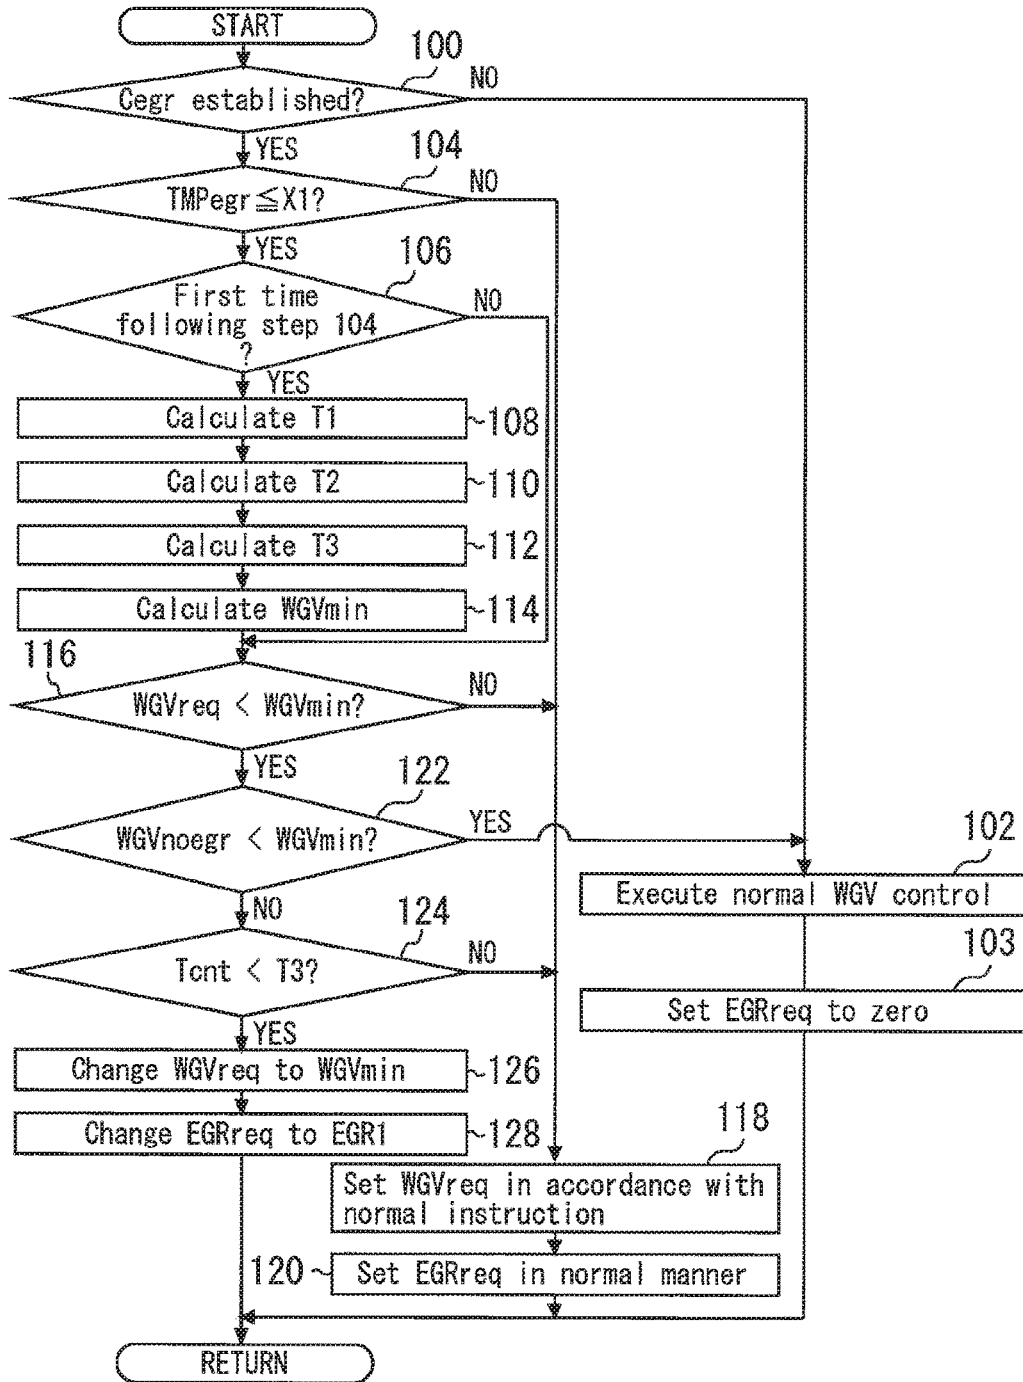 START
100
Cegr established?
NO
YES
104
TMPegr≦X1?
NO
YES
106
First time
following step 104
?
NO
YES
Calculate T1
108
Calculate T2
110
Calculate T3
112
Calculate WGVmin
114
116
WGVreq < WGVmin?
NO
YES
122
WGVnoegr < WGVmin?
YES
NO
102
Execute normal WGV control
103
Set EGRreq to zero
124
Tcnt < T3?
NO
YES
Change WGVreq to WGVmin
126
Change EGRreq to EGR1
128
118
Set WGVreq in accordance with
normal instruction
120
Set EGRreq in normal manner
RETURN